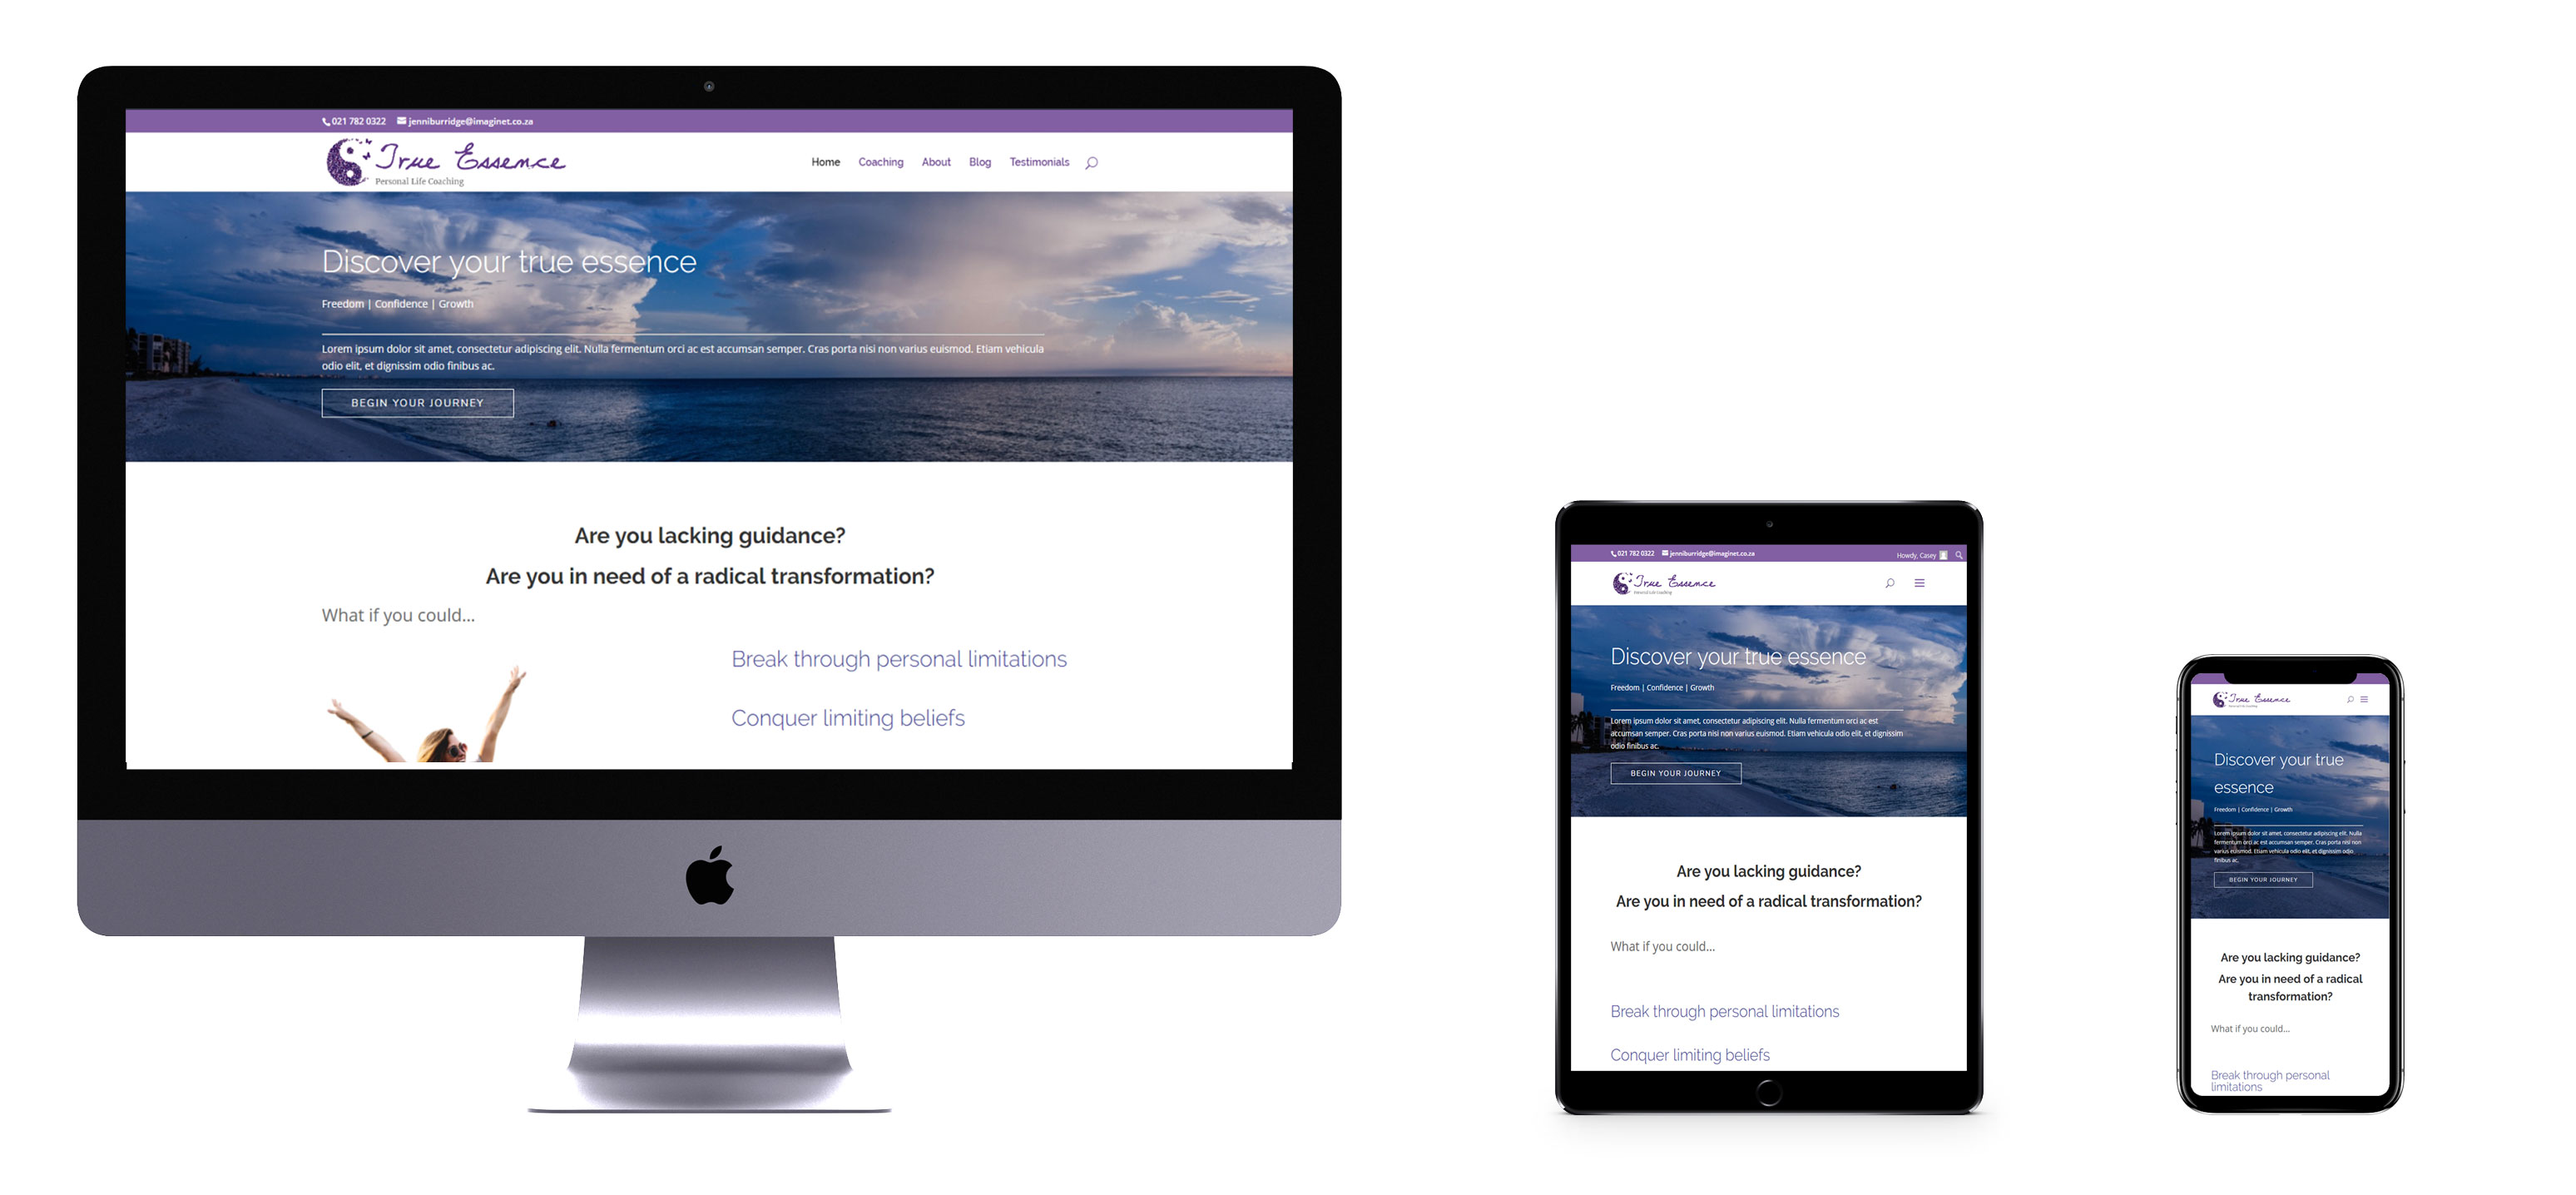 021 782 0322 jenniburridge@imaginet.co.za
True Essence
Personal Life Coaching
Home Coaching About Blog Testimonials
Discover your true essence
Freedom | Confidence | Growth
Lorem ipsum dolor sit amet, consectetur adipiscing elit. Nulla fermentum orci ac est accumsan semper. Cras porta nisi non varius euismod. Etiam vehicula
odio elit, et dignissim odio finibus ac.
BEGIN YOUR JOURNEY
Are you lacking guidance?
Are you in need of a radical transformation?
What if you could...
Break through personal limitations
Conquer limiting beliefs
021 782 0322 jenniburridge@imaginet.co.za Howdy, Casey
True Essence
Personal Life Coaching
Discover your true essence
Freedom | Confidence | Growth
Lorem ipsum dolor sit amet, consectetur adipiscing elit. Nulla fermentum orci ac est
accumsan semper. Cras porta nisi non varius euismod. Etiam vehicula odio elit, et dignissim
odio finibus ac.
BEGIN YOUR JOURNEY
Are you lacking guidance?
Are you in need of a radical transformation?
What if you could...
Break through personal limitations
Conquer limiting beliefs
True Essence
Discover your true
essence
Freedom | Confidence | Growth
Lorem ipsum dolor sit amet, consectetur adipiscing elit. Nulla
fermentum orci ac est accumsan semper. Cras porta nisi non
varius euismod. Etiam vehicula odio elit, et dignissim odio
finibus ac.
BEGIN YOUR JOURNEY
Are you lacking guidance?
Are you in need of a radical
transformation?
What if you could...
Break through personal
limitations